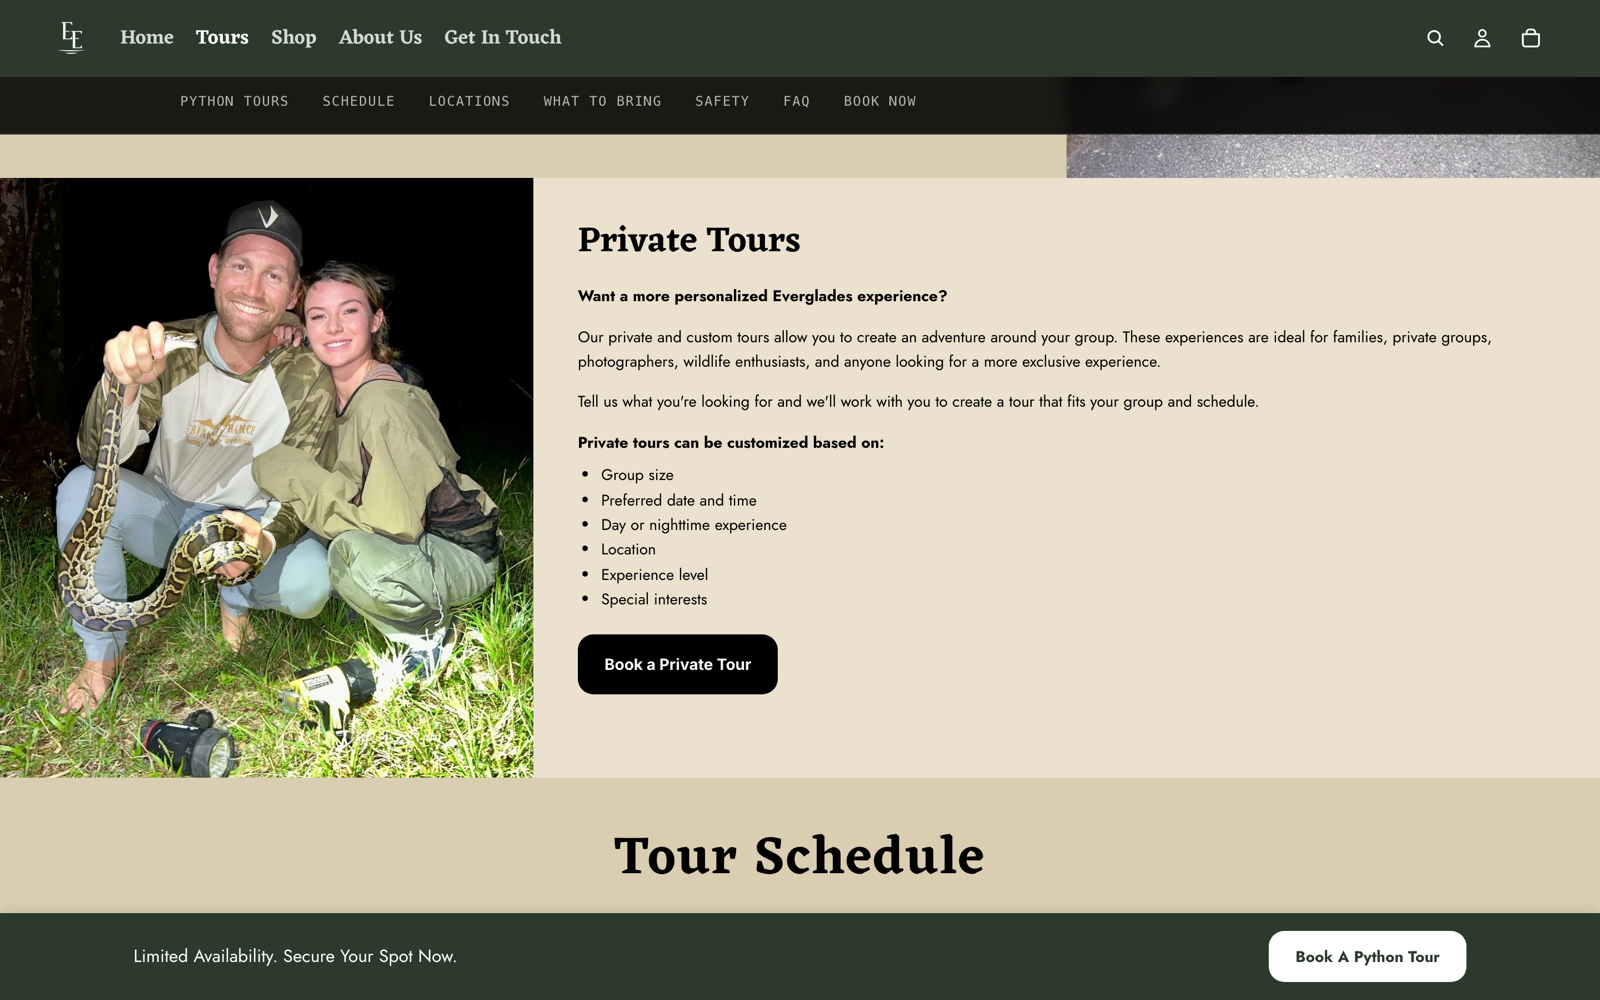 EE
Home Tours Shop About Us Get In Touch
PYTHON TOURS SCHEDULE LOCATIONS WHAT TO BRING SAFETY FAQ BOOK NOW
Private Tours
Want a more personalized Everglades experience?
Our private and custom tours allow you to create an adventure around your group. These experiences are ideal for families, private groups,
photographers, wildlife enthusiasts, and anyone looking for a more exclusive experience.
Tell us what you're looking for and we'll work with you to create a tour that fits your group and schedule.
Private tours can be customized based on:
• Group size
• Preferred date and time
• Day or nighttime experience
• Location
• Experience level
• Special interests
Book a Private Tour
Tour Schedule
Limited Availability. Secure Your Spot Now.
Book A Python Tour